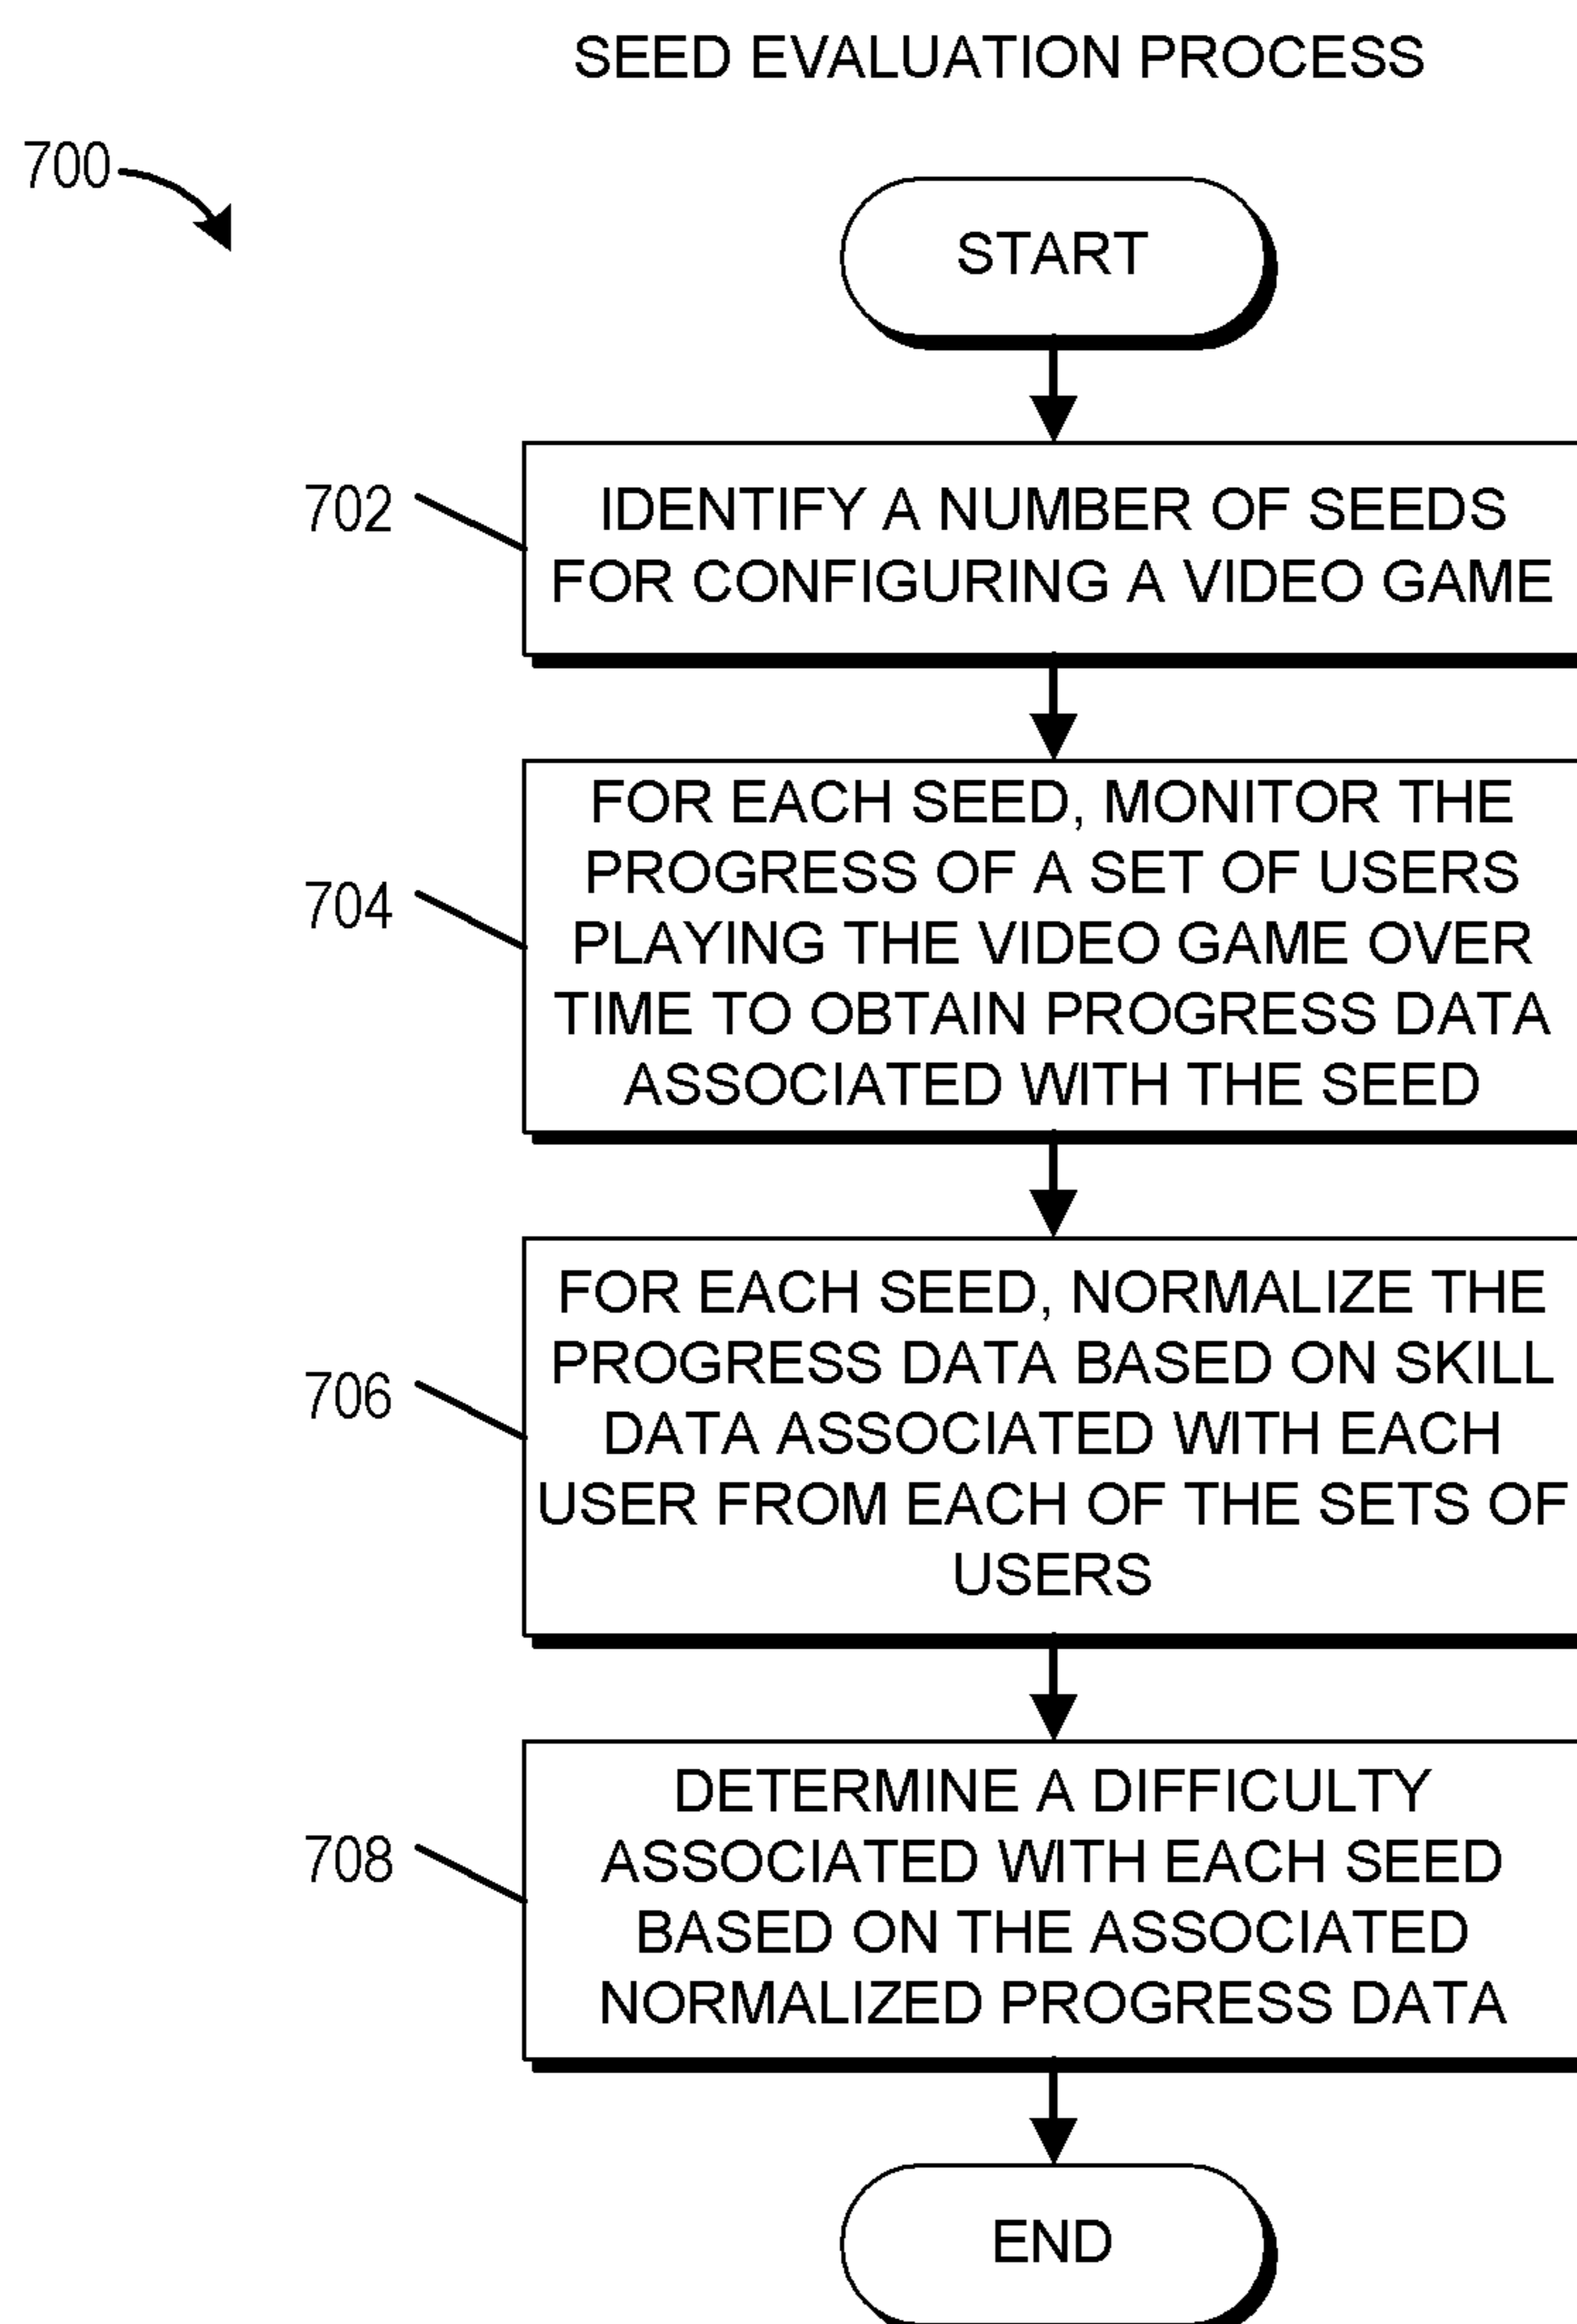 SEED EVALUATION PROCESS
700
START
702
IDENTIFY A NUMBER OF SEEDS
FOR CONFIGURING A VIDEO GAME
704
FOR EACH SEED, MONITOR THE
PROGRESS OF A SET OF USERS
PLAYING THE VIDEO GAME OVER
TIME TO OBTAIN PROGRESS DATA
ASSOCIATED WITH THE SEED
706
FOR EACH SEED, NORMALIZE THE
PROGRESS DATA BASED ON SKILL
DATA ASSOCIATED WITH EACH
USER FROM EACH OF THE SETS OF
USERS
708
DETERMINE A DIFFICULTY
ASSOCIATED WITH EACH SEED
BASED ON THE ASSOCIATED
NORMALIZED PROGRESS DATA
END